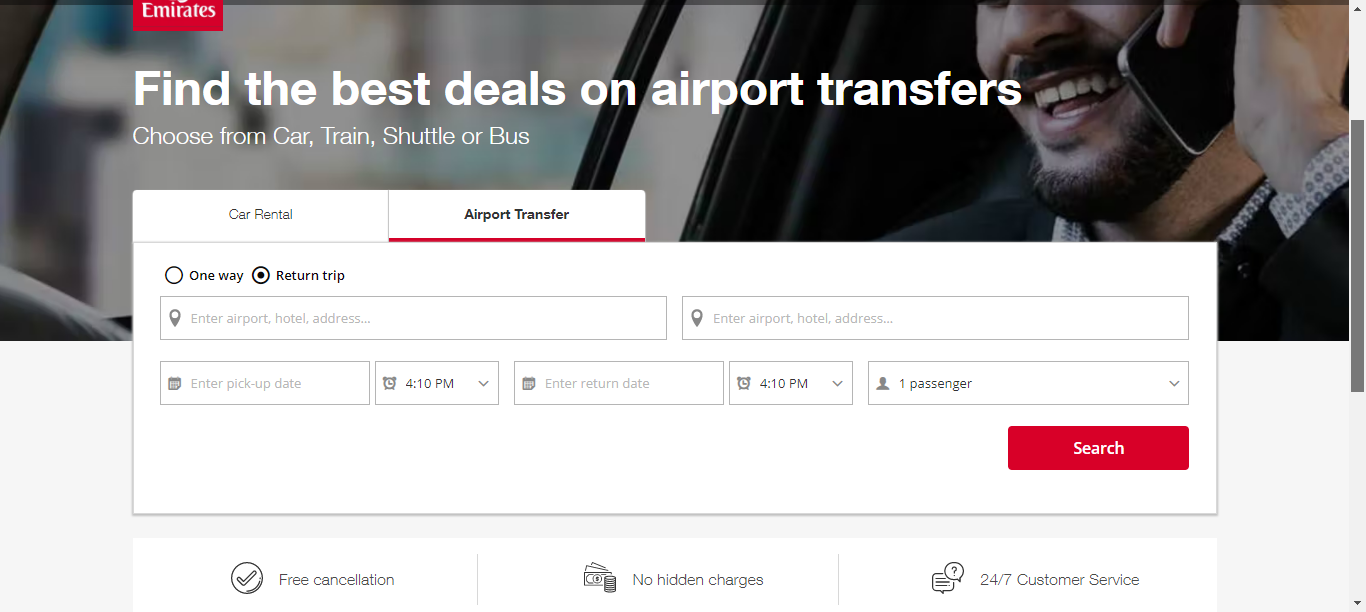 Emirates
Find the best deals on airport transfers
Choose from Car, Train, Shuttle or Bus
Car Rental
Airport Transfer
One way
Return trip
Enter airport, hotel, address...
Enter airport, hotel, address...
Enter pick-up date
4:10 PM
Enter return date
4:10 PM
1 passenger
Search
Free cancellation
No hidden charges
24/7 Customer Service